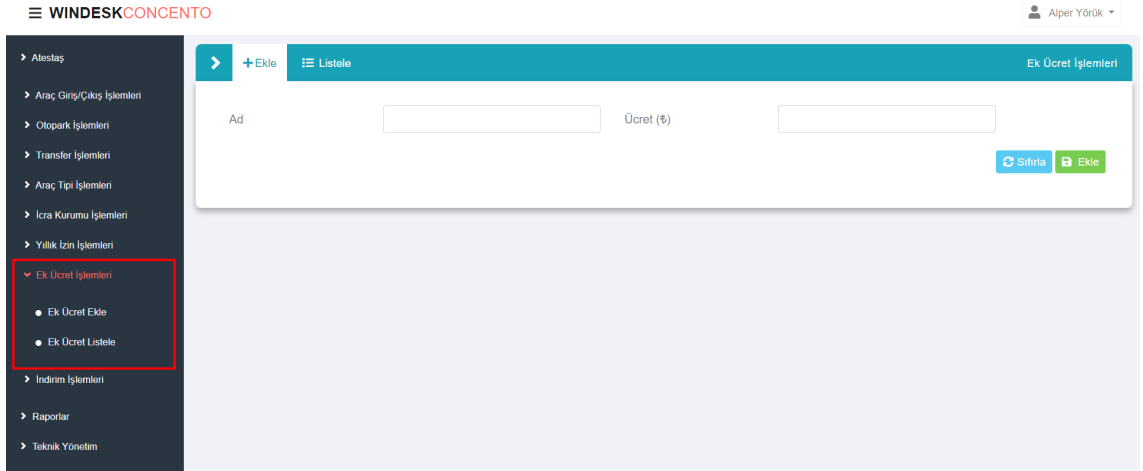 WINDESKCONCENTO
Alper Yörük
Atestaş
Araç Giriş/Çıkış İşlemleri
Otopark İşlemleri
Transfer İşlemleri
Araç Tipi İşlemleri
İcra Kurumu İşlemleri
Yıllık İzin İşlemleri
Ek Ücret İşlemleri
Ek Ücret Ekle
Ek Ücret Listele
İndirim İşlemleri
Raporlar
Teknik Yönetim
+Ekle Listele Ek Ücret İşlemleri
Ad Ücret (₺)
Sıfırla Ekle